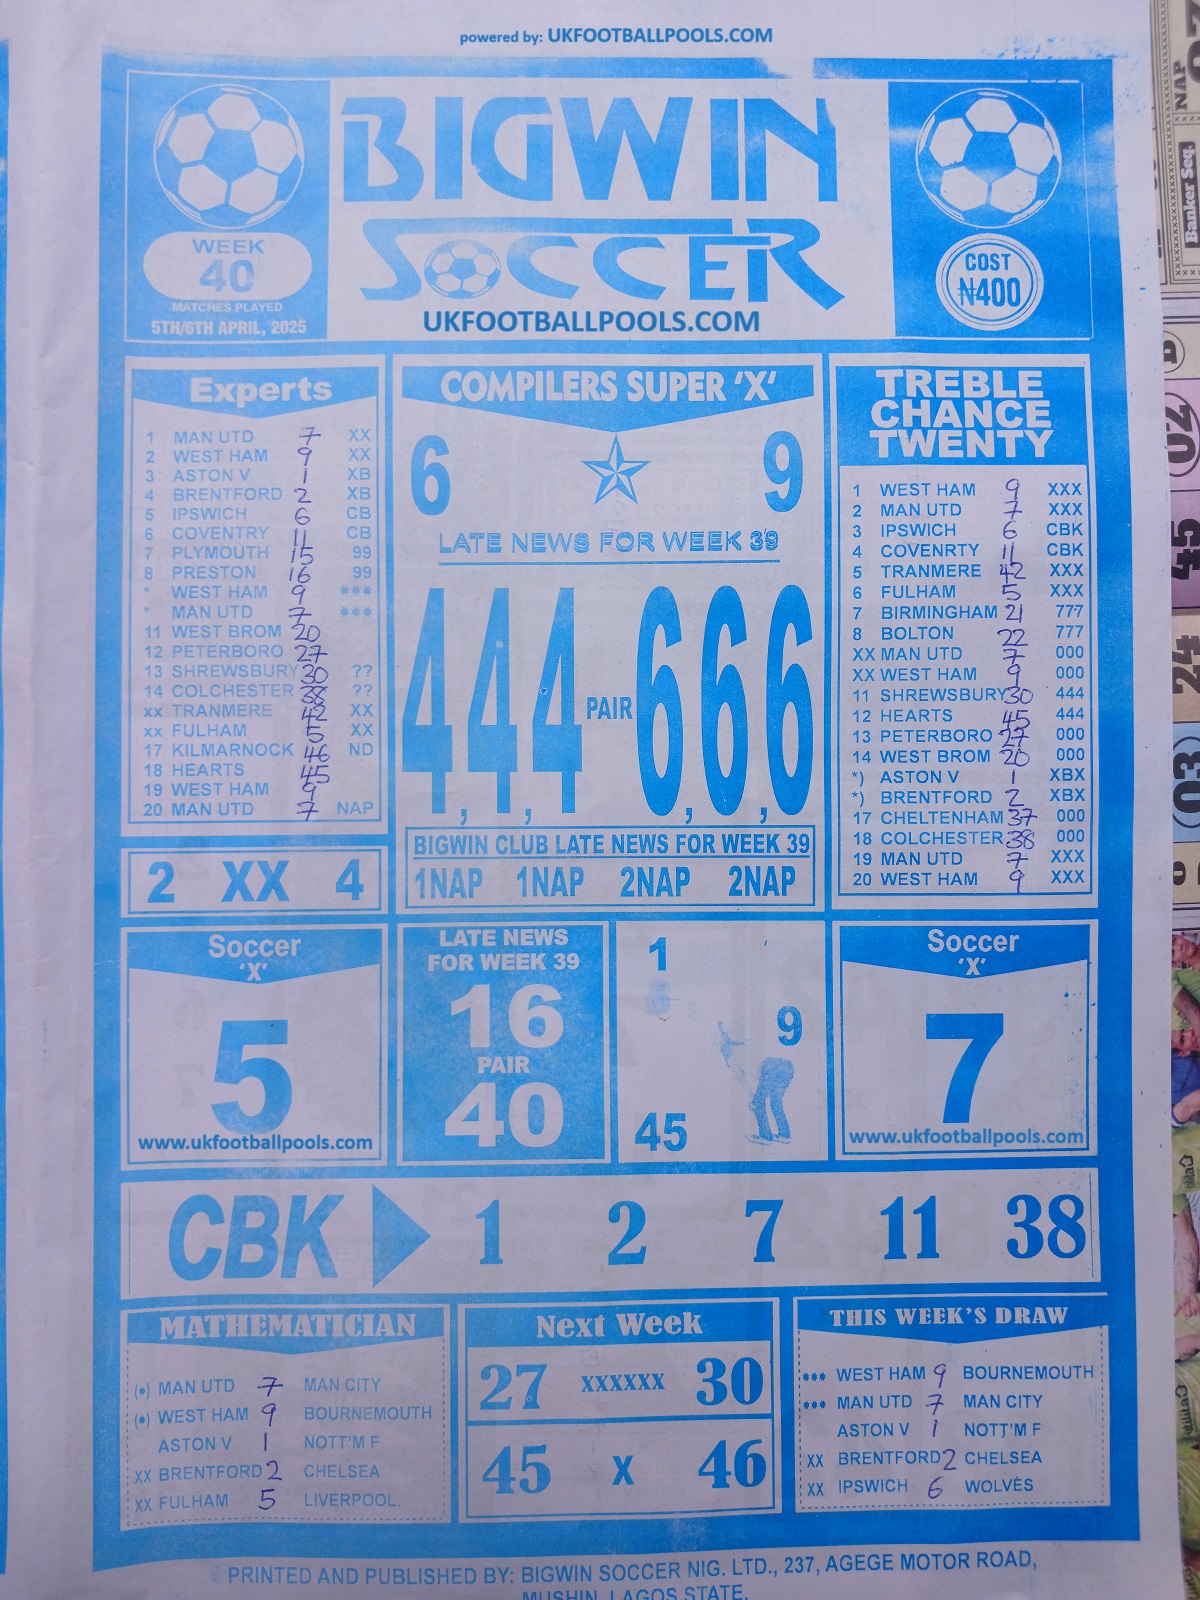 powered by: UKFOOTBALLPOOLS.COM
BIGWIN
SOCCER
UKFOOTBALLPOOLS.COM
WEEK
40
MATCHES PLAYED
5TH/6TH APRIL, 2025
COST
₦400
Experts
1 MAN UTD 7 XX
2 WEST HAM 9 XX
3 ASTON V 1 XB
4 BRENTFORD 2 XB
5 IPSWICH 6 CB
6 COVENTRY 11 CB
7 PLYMOUTH 15 99
8 PRESTON 16 99
* WEST HAM 9 ***
* MAN UTD 7 ***
11 WEST BROM 20
12 PETERBORO 27
13 SHREWSBURY 30 ??
14 COLCHESTER 38 ??
xx TRANMERE 42 XX
xx FULHAM 5 XX
17 KILMARNOCK 46 ND
18 HEARTS 45
19 WEST HAM 9
20 MAN UTD 7 NAP
2 XX 4
COMPILERS SUPER 'X'
6 9
LATE NEWS FOR WEEK 39
4,4,4 PAIR 6,6,6
BIGWIN CLUB LATE NEWS FOR WEEK 39
1NAP 1NAP 2NAP 2NAP
TREBLE
CHANCE
TWENTY
1 WEST HAM 9 XXX
2 MAN UTD 7 XXX
3 IPSWICH 6 CBK
4 COVENRTY 11 CBK
5 TRANMERE 42 XXX
6 FULHAM 5 XXX
7 BIRMINGHAM 21 777
8 BOLTON 22 777
XX MAN UTD 7 000
XX WEST HAM 9 000
11 SHREWSBURY 30 444
12 HEARTS 45 444
13 PETERBORO 27 000
14 WEST BROM 20 000
*) ASTON V 1 XBX
*) BRENTFORD 2 XBX
17 CHELTENHAM 37 000
18 COLCHESTER 38 000
19 MAN UTD 7 XXX
20 WEST HAM 9 XXX
Soccer
'X'
5
www.ukfootballpools.com
LATE NEWS
FOR WEEK 39
16
PAIR
40
1
9
45
Soccer
'X'
7
www.ukfootballpools.com
CBK 1 2 7 11 38
MATHEMATICIAN
(•) MAN UTD 7 MAN CITY
(•) WEST HAM 9 BOURNEMOUTH
ASTON V 1 NOTT'M F
XX BRENTFORD 2 CHELSEA
XX FULHAM 5 LIVERPOOL.
Next Week
27 XXXXXX 30
45 X 46
THIS WEEK'S DRAW
*** WEST HAM 9 BOURNEMOUTH
*** MAN UTD 7 MAN CITY
ASTON V 1 NOTT'M F
XX BRENTFORD 2 CHELSEA
XX IPSWICH 6 WOLVES
PRINTED AND PUBLISHED BY: BIGWIN SOCCER NIG. LTD., 237, AGEGE MOTOR ROAD,
MUSHIN, LAGOS STATE.
NAP
Banker Seq.
02
45
24
(03)